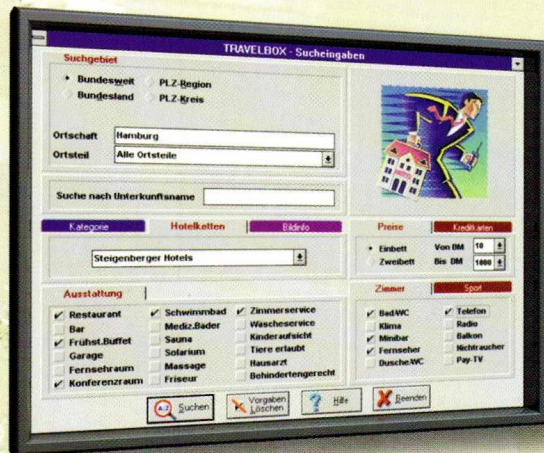 TRAVELBOX - Sucheingaben
Suchgebiet
Bundesweit PLZ-Region
Bundesland PLZ-Kreis
Ortschaft Hamburg
Ortsteil Alle Ortsteile
Suche nach Unterkunftsname
Kategorie Hotelketten Bildinfo
Steigenberger Hotels
Preise Kreditkarten
Einbett Von DM 10
Zweibett Bis DM 1000
Ausstattung
Restaurant Schwimmbad Zimmerservice
Bar Mediz.Bader Wascheservice
Frühst.Buffet Sauna Kinderaufsicht
Garage Solarium Tiere erlaubt
Fernsehraum Massage Hausarzt
Konferenzraum Friseur Behindertengerecht
Zimmer Sport
Bad/WC Telefon
Klima Radio
Minibar Balkon
Fernseher Nichtraucher
Dusche/WC Pay-TV
A-Z Suchen
Vorgaben
Löschen
Hilfe
Beenden